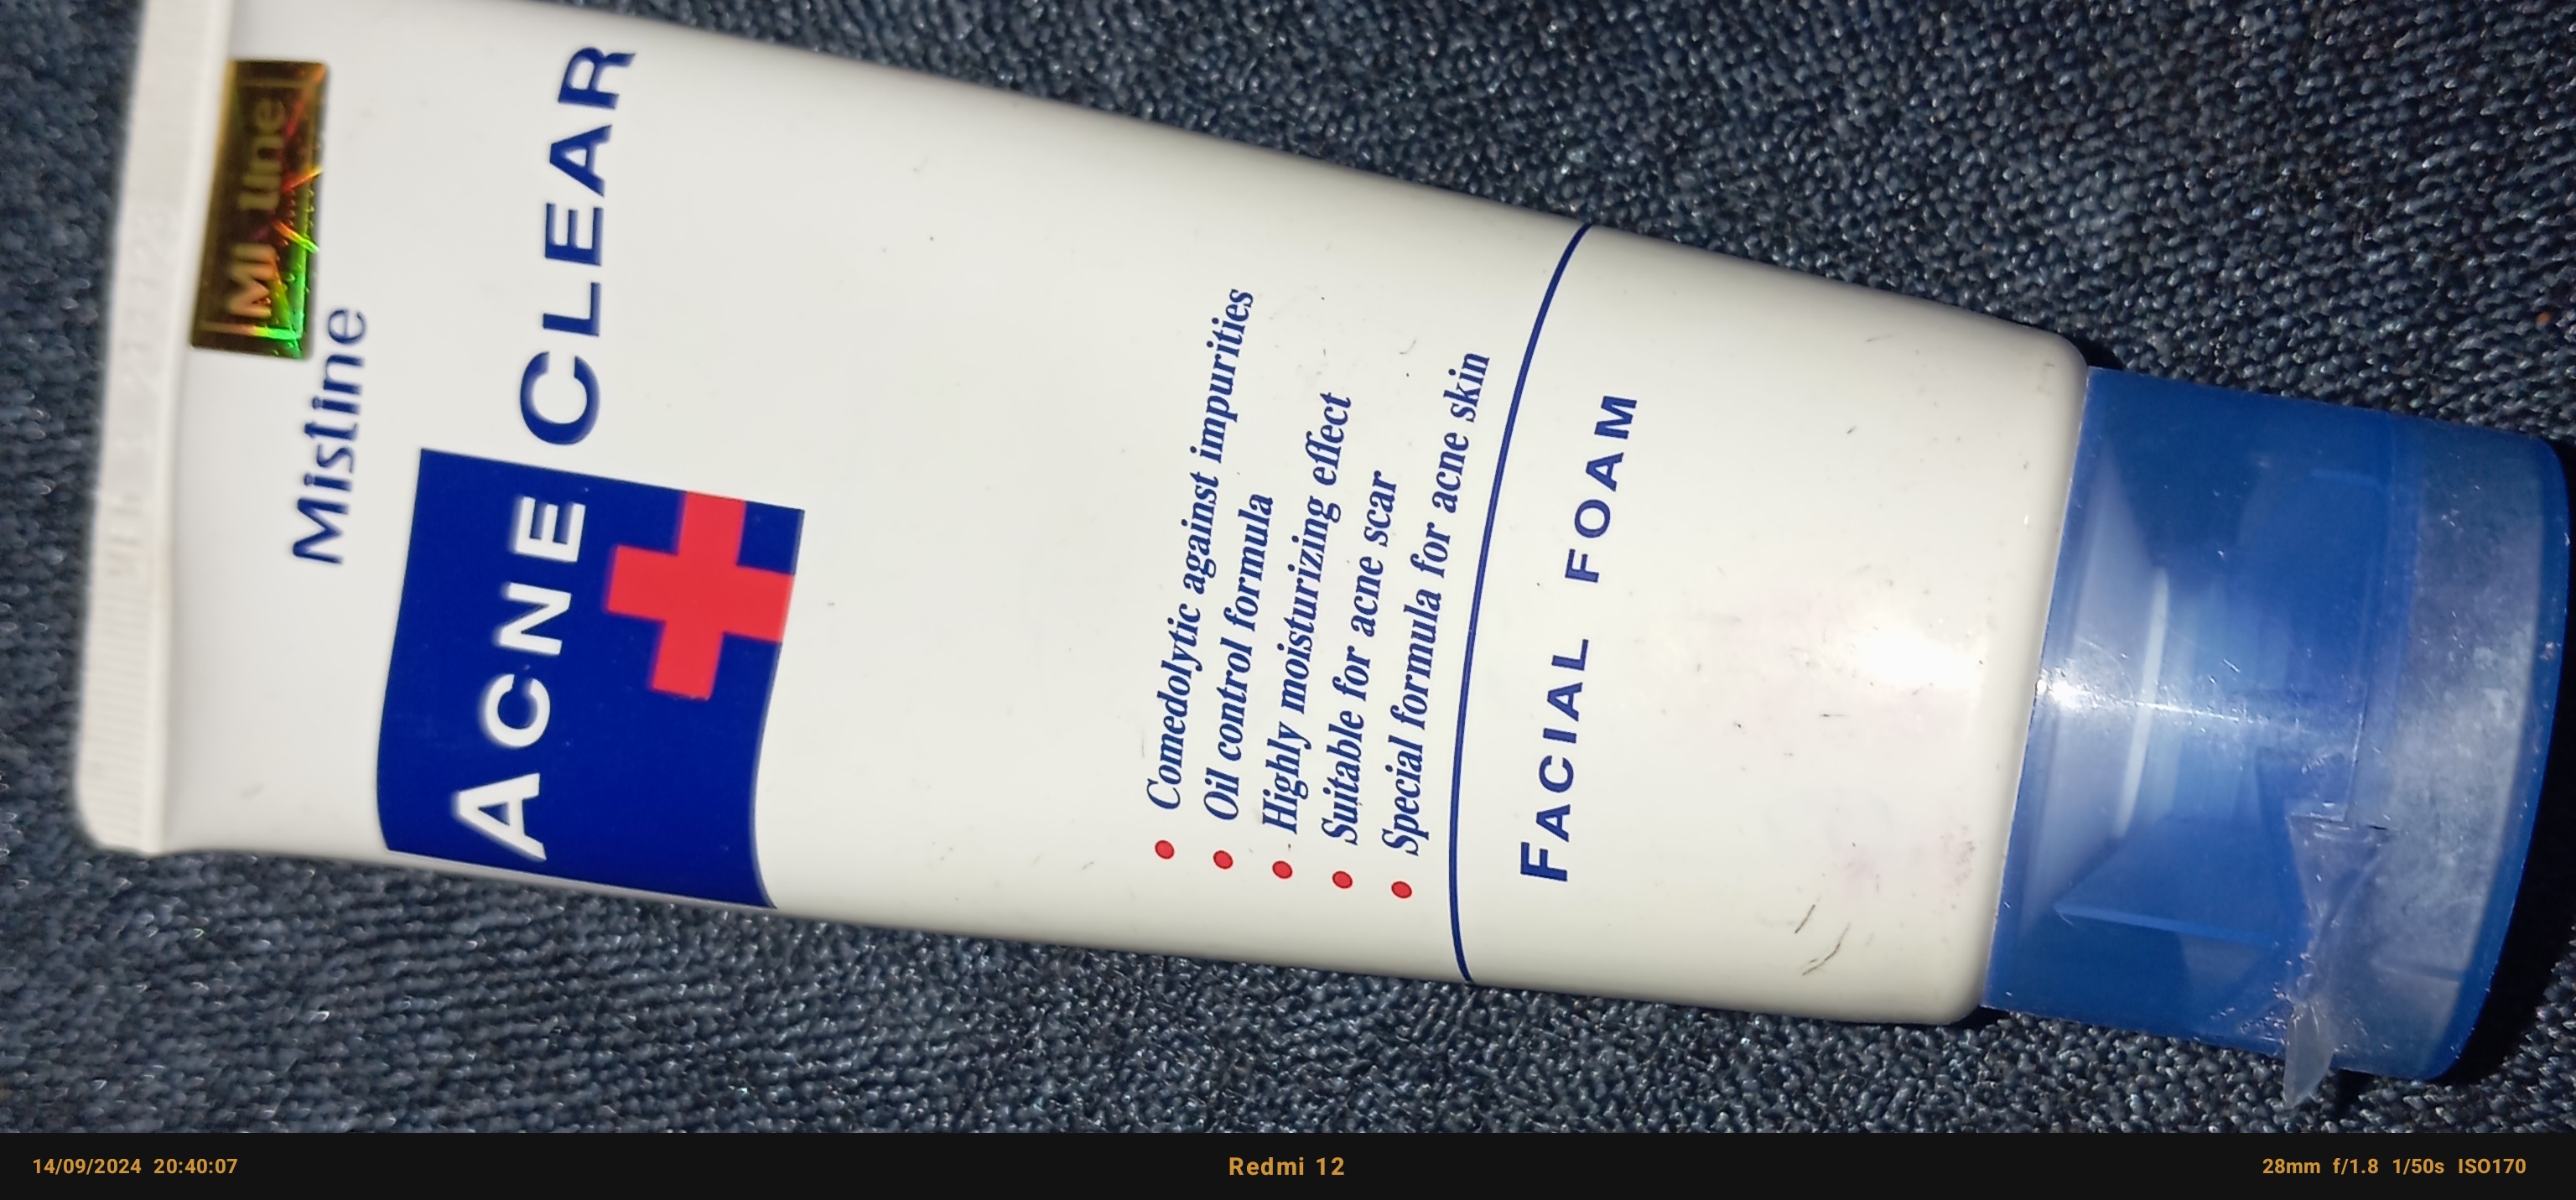 Mistine
ACNE CLEAR
Comedolytic against impurities
Oil control formula
Highly moisturizing effect
Suitable for acne scar
Special formula for acne skin
FACIAL FOAM
14/09/2024 20:40:07
Redmi 12
28mm f/1.8 1/50s ISO170